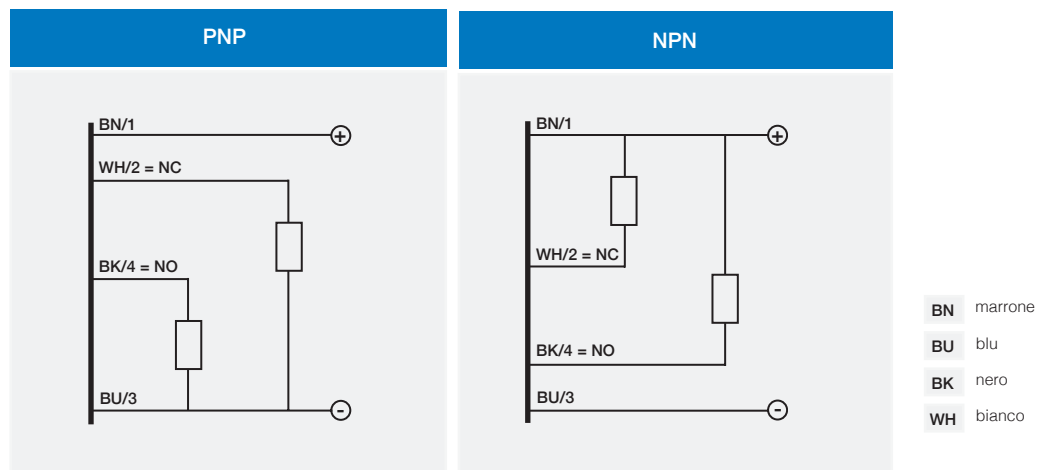 PNP
BN/1
+
WH/2 = NC
BK/4 = NO
BU/3
-
NPN
BN/1
+
WH/2 = NC
BK/4 = NO
BU/3
-
BN marrone
BU blu
BK nero
WH bianco